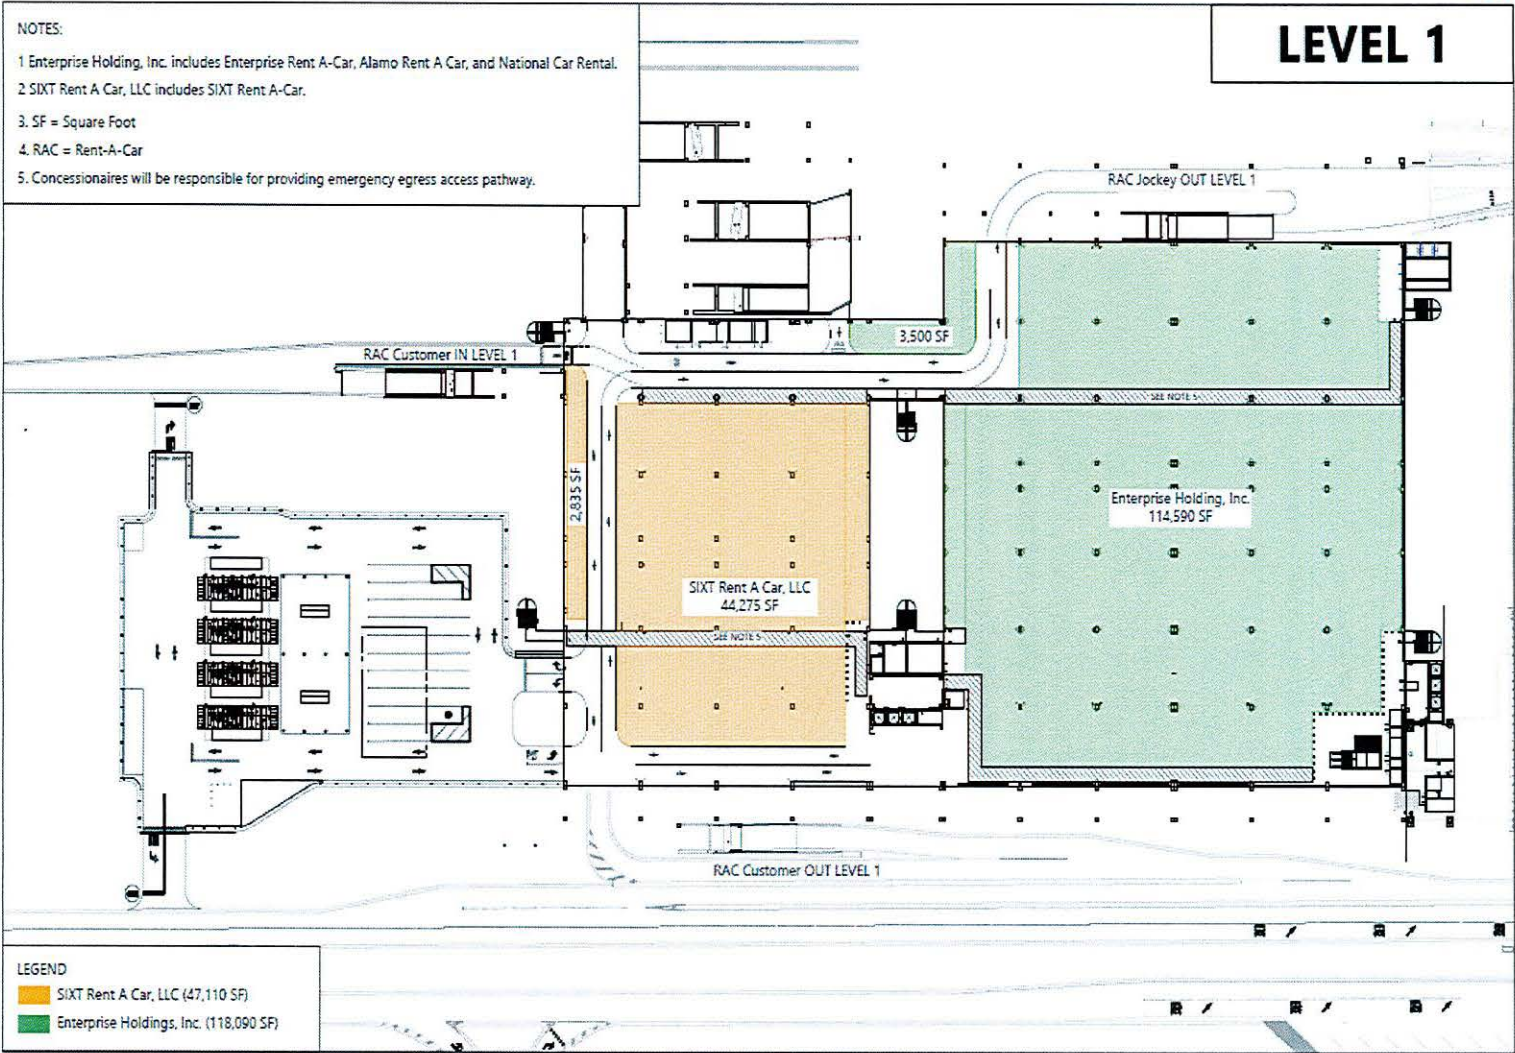 NOTES:
1 Enterprise Holding, Inc. includes Enterprise Rent A-Car, Alamo Rent A Car, and National Car Rental.
2 SIXT Rent A Car, LLC includes SIXT Rent A-Car.
3. SF = Square Foot
4. RAC = Rent-A-Car
5. Concessionaires will be responsible for providing emergency egress access pathway.
LEVEL 1
RAC Jockey OUT LEVEL 1
3,500 SF
RAC Customer IN LEVEL 1
SEE NOTE 5
2,835 SF
Enterprise Holding, Inc.
114,590 SF
SIXT Rent A Car, LLC
44,275 SF
SEE NOTE 5
RAC Customer OUT LEVEL 1
LEGEND
SIXT Rent A Car, LLC (47,110 SF)
Enterprise Holdings, Inc. (118,090 SF)